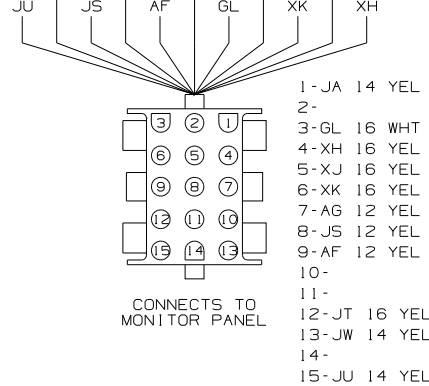 JU JS AF GL XK XH
3 2 1
6 5 4
9 8 7
12 11 10
15 14 13
CONNECTS TO
MONITOR PANEL
1-JA 14 YEL
2-
3-GL 16 WHT
4-XH 16 YEL
5-XJ 16 YEL
6-XK 16 YEL
7-AG 12 YEL
8-JS 12 YEL
9-AF 12 YEL
10-
11-
12-JT 16 YEL
13-JW 14 YEL
14-
15-JU 14 YEL